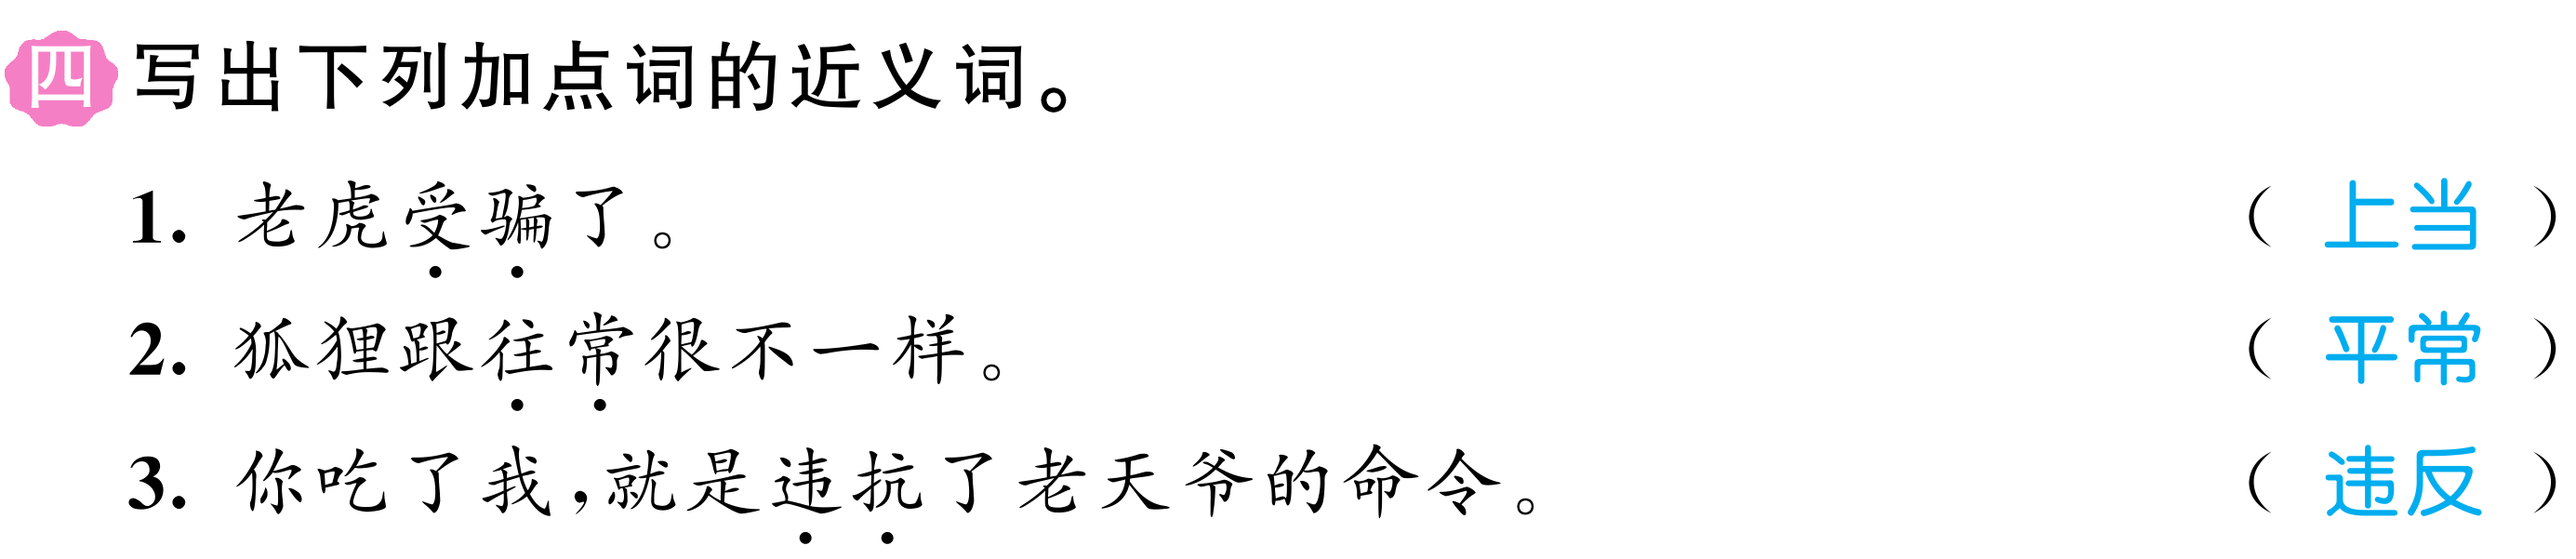 四 写出下列加点词的近义词。
1. 老虎受骗了。 ( 上当 )
2. 狐狸跟往常很不一样。 ( 平常 )
3. 你吃了我,就是违抗了老天爷的命令。 ( 违反 )